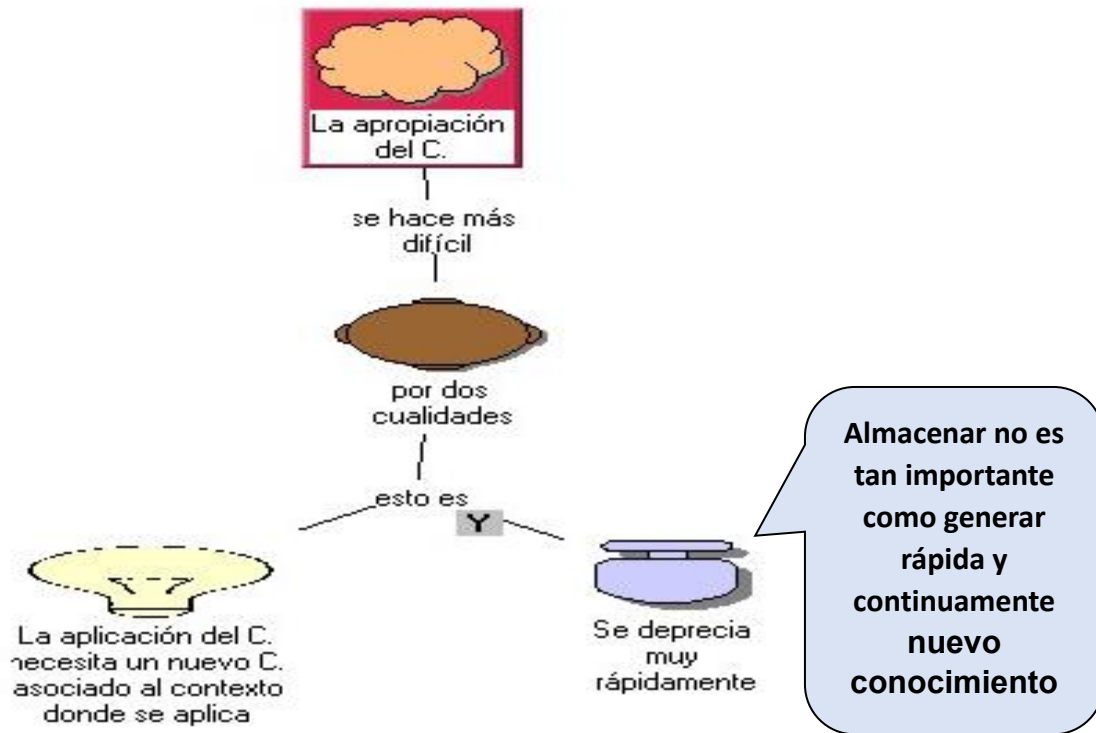 La apropiación
del C.
se hace más
difícil
por dos
cualidades
esto es
Y
La aplicación del C.
necesita un nuevo C.
asociado al contexto
donde se aplica
Se deprecia
muy
rápidamente
Almacenar no es
tan importante
como generar
rápida y
continuamente
nuevo
conocimiento